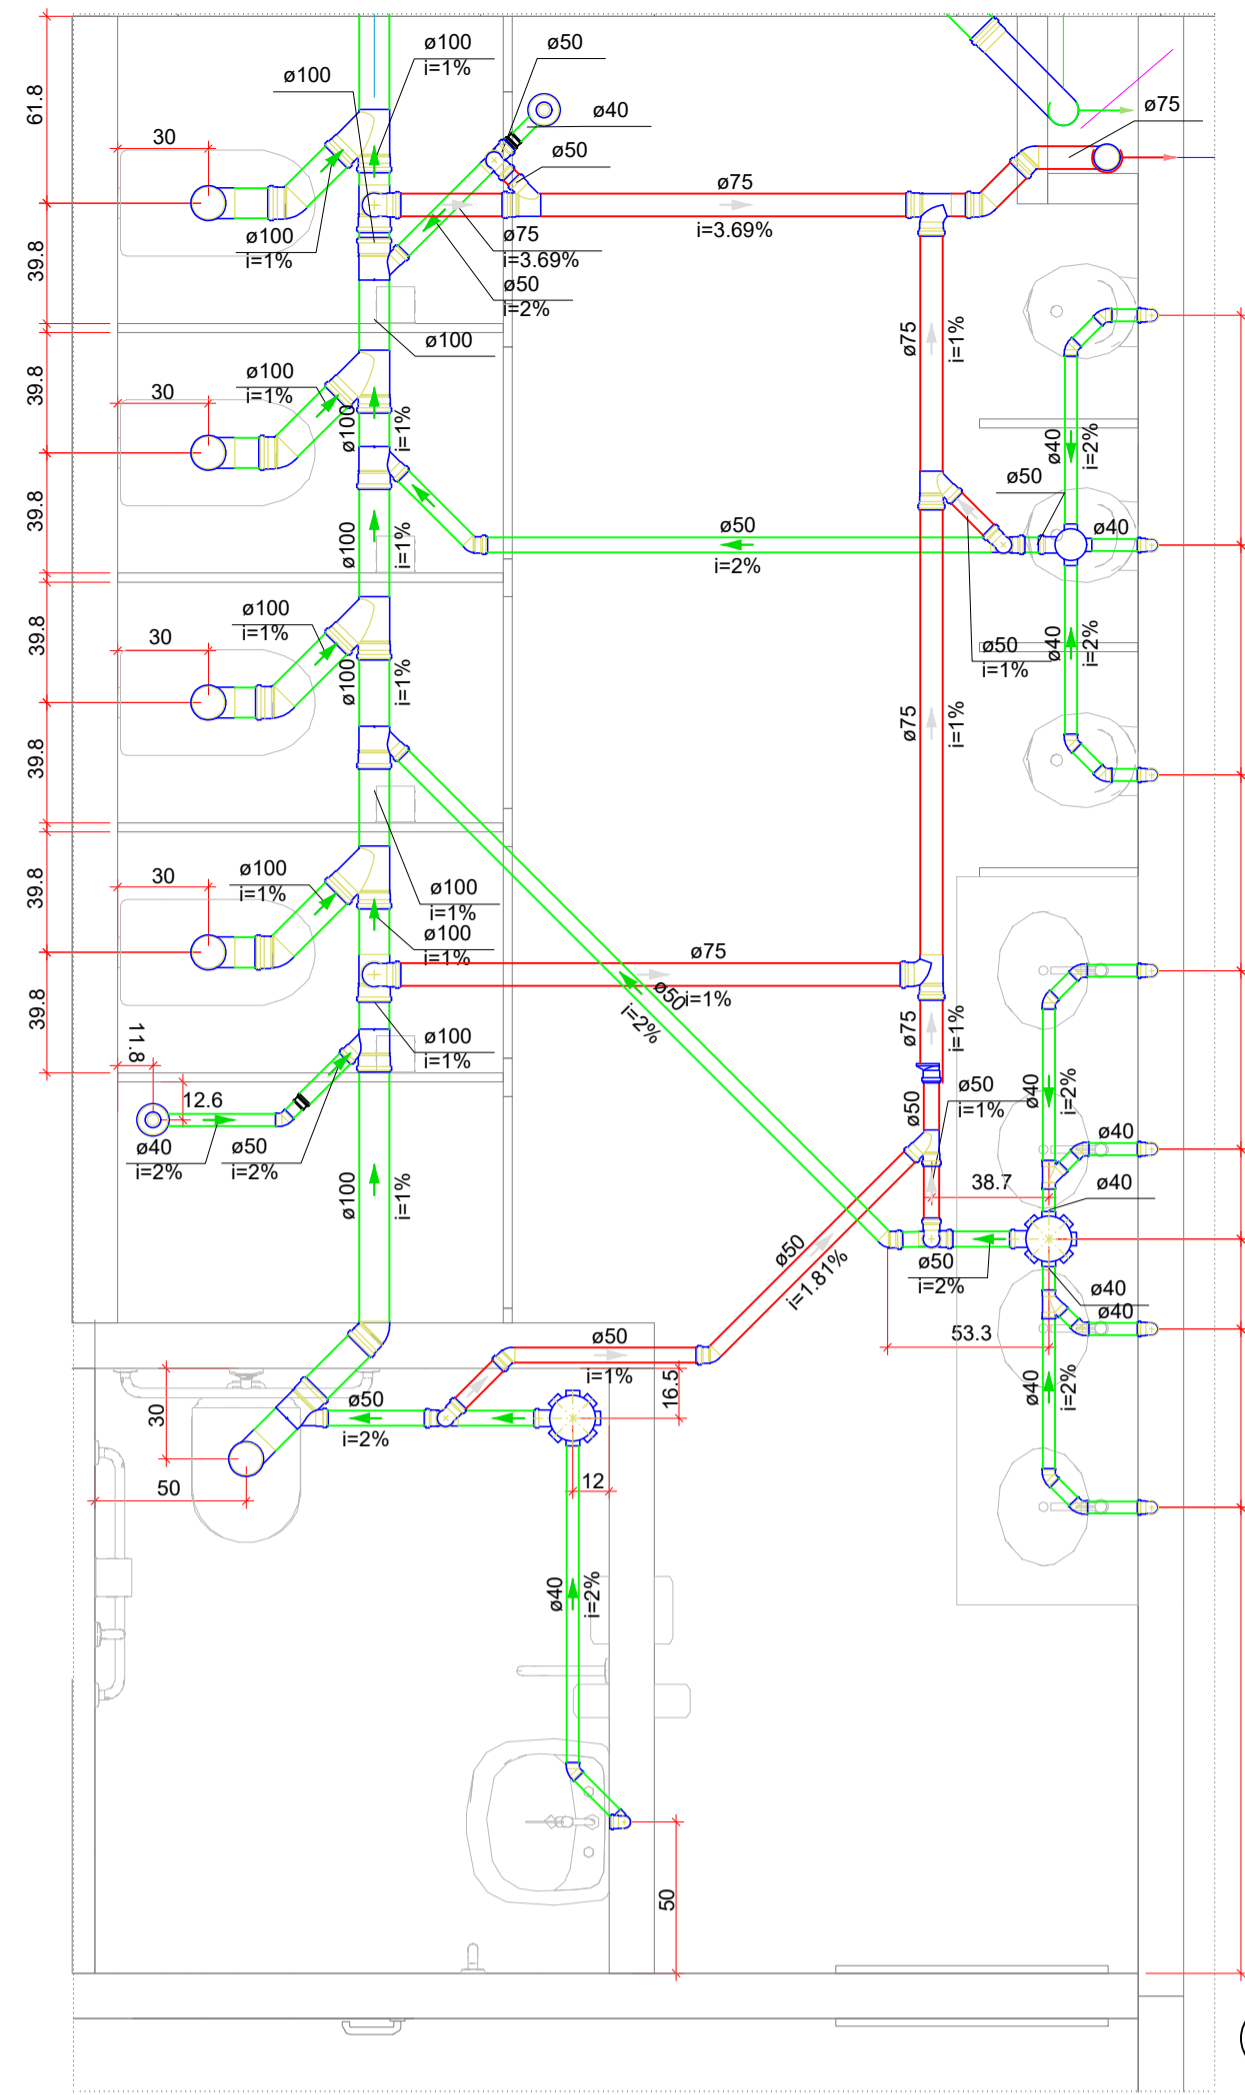 ø100
i=1%
ø50
ø100
ø40
ø75
61.8
30
ø50
ø75
i=3.69%
ø100
i=1%
ø75
i=3.69%
39.8
ø50
i=2%
ø100
ø75
i=1%
39.8
30
ø100
i=1%
ø100
i=1%
ø40
i=2%
39.8
ø50
ø50
i=2%
ø40
ø100
i=1%
39.8
30
ø100
i=1%
ø50
i=1%
ø40
i=2%
ø100
i=1%
ø75
i=1%
39.8
39.8
30
ø100
i=1%
ø100
i=1%
ø100
i=1%
ø75
i=1%
ø50
i=2%
39.8
11.8
ø100
i=1%
ø75
i=1%
12.6
ø40
i=2%
ø50
i=2%
ø50
ø50
i=1%
ø40
i=2%
ø40
38.7
ø40
ø100
i=1%
ø50
i=1.81%
ø50
i=2%
ø40
ø40
53.3
ø50
i=1%
16.5
ø40
i=2%
30
ø50
i=2%
50
12
ø40
i=2%
50